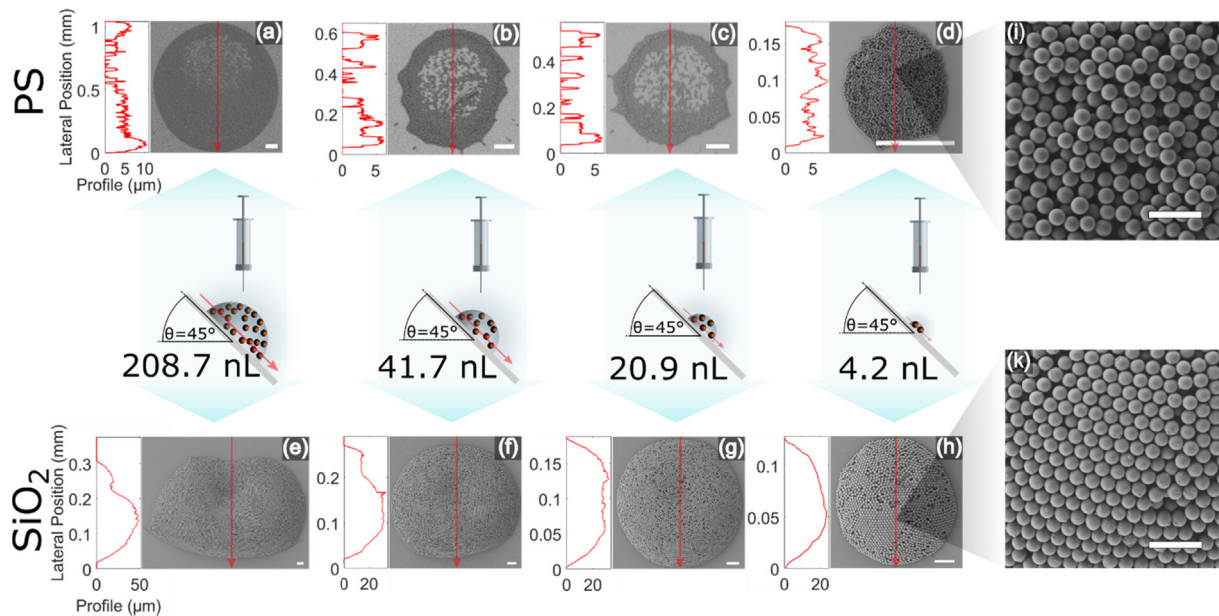 PS
Lateral Position (mm)
1
0.5
0
0 5 10
Profile (µm)
(a)
0.6
0.4
0.2
0
0 5
(b)
0.4
0.2
0
0 5
(c)
0.15
0.10
0.05
0
0 5
(d)
(i)
θ=45°
208.7 nL
θ=45°
41.7 nL
θ=45°
20.9 nL
θ=45°
4.2 nL
SiO2
Lateral Position (mm)
0.3
0.2
0.1
0
0 50
Profile (µm)
(e)
0.2
0.1
0
0 20
(f)
0.15
0.1
0.05
0
0 20
(g)
0.1
0.05
0
0 20
(h)
(k)